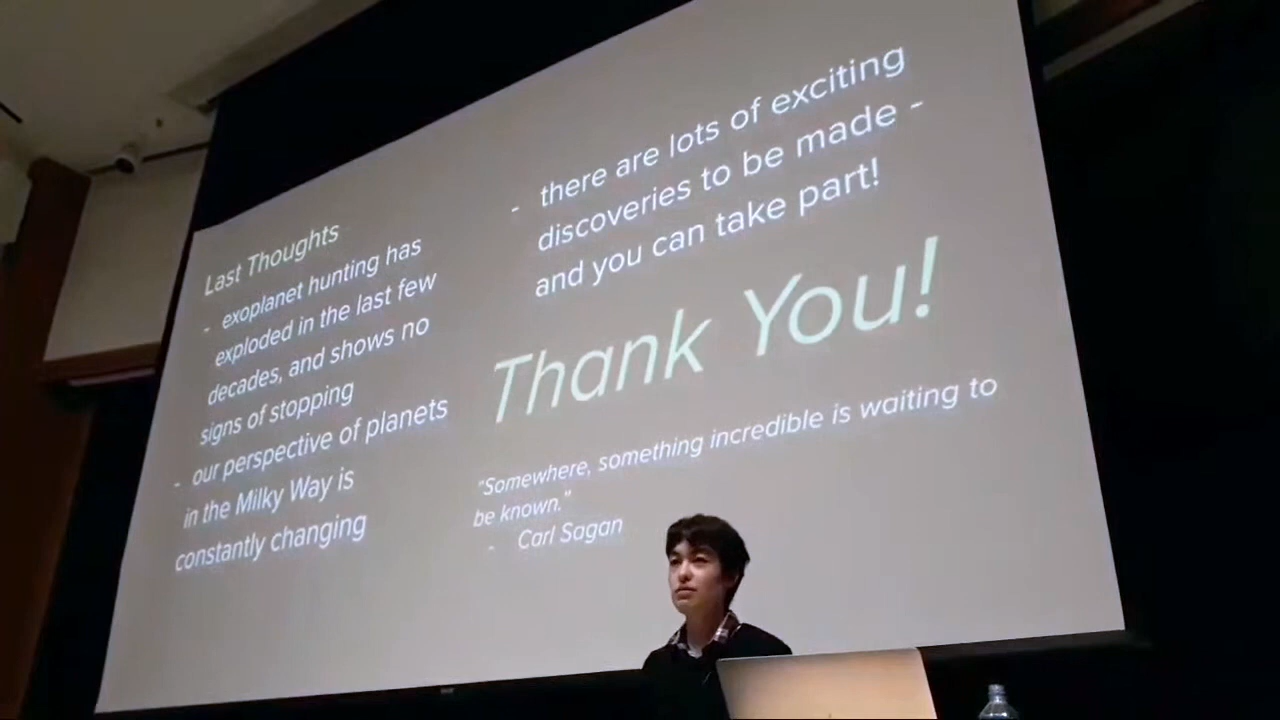 Last Thoughts
- exoplanet hunting has
exploded in the last few
decades, and shows no
signs of stopping
- our perspective of planets
in the Milky Way is
constantly changing
- there are lots of exciting
discoveries to be made -
and you can take part!
Thank You!
"Somewhere, something incredible is waiting to
be known."
- Carl Sagan